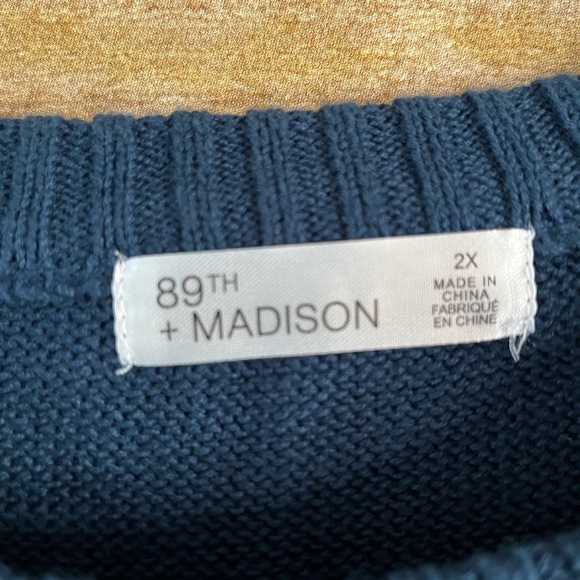 89TH
+ MADISON
2X
MADE IN
CHINA
FABRIQUÉ
EN CHINE